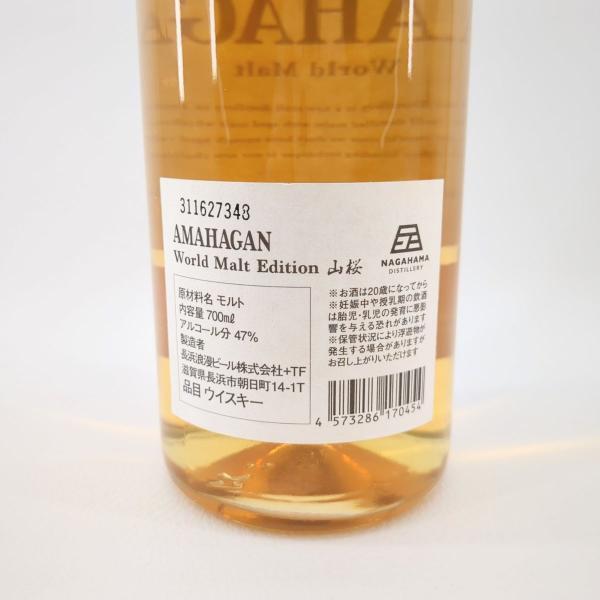 AMAHAGAN
World Malt
311627348
AMAHAGAN
World Malt Edition 山桜
原材料名 モルト
内容量 700mℓ
アルコール分 47%
製造者
長浜浪漫ビール株式会社+TF
滋賀県長浜市朝日町14-1T
品目 ウイスキー
NAGAHAMA
DISTILLERY
※お酒は20歳になってから
※妊娠中や授乳期の飲酒
は胎児・乳児の発育に悪影
響を与える恐れがあります
※保管状況により浮遊物が
発生する場合がありますが
お召し上がりいただけます
4 573286 170454